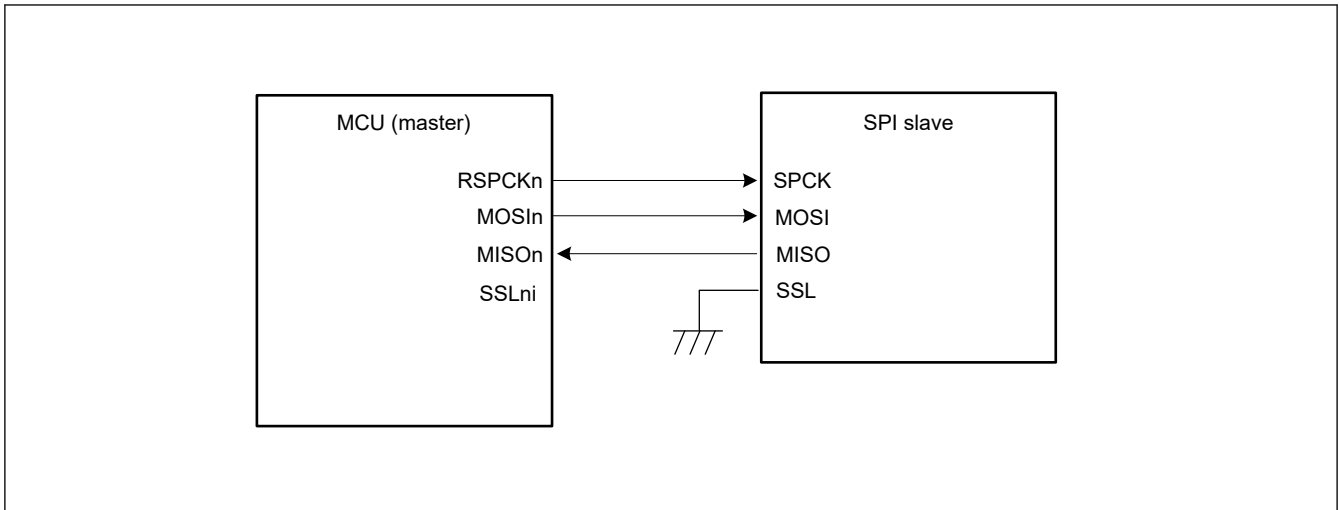 MCU (master)
RSPCKn
MOSIn
MISOn
SSLni
SPI slave
SPCK
MOSI
MISO
SSL